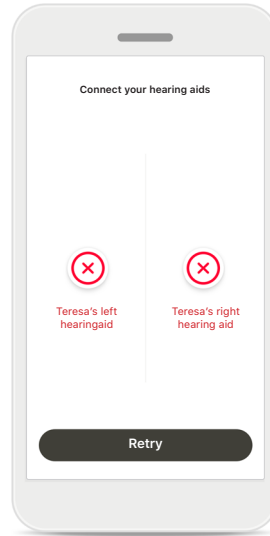 Connect your hearing aids
Teresa's left
hearingaid
Teresa's right
hearing aid
Retry